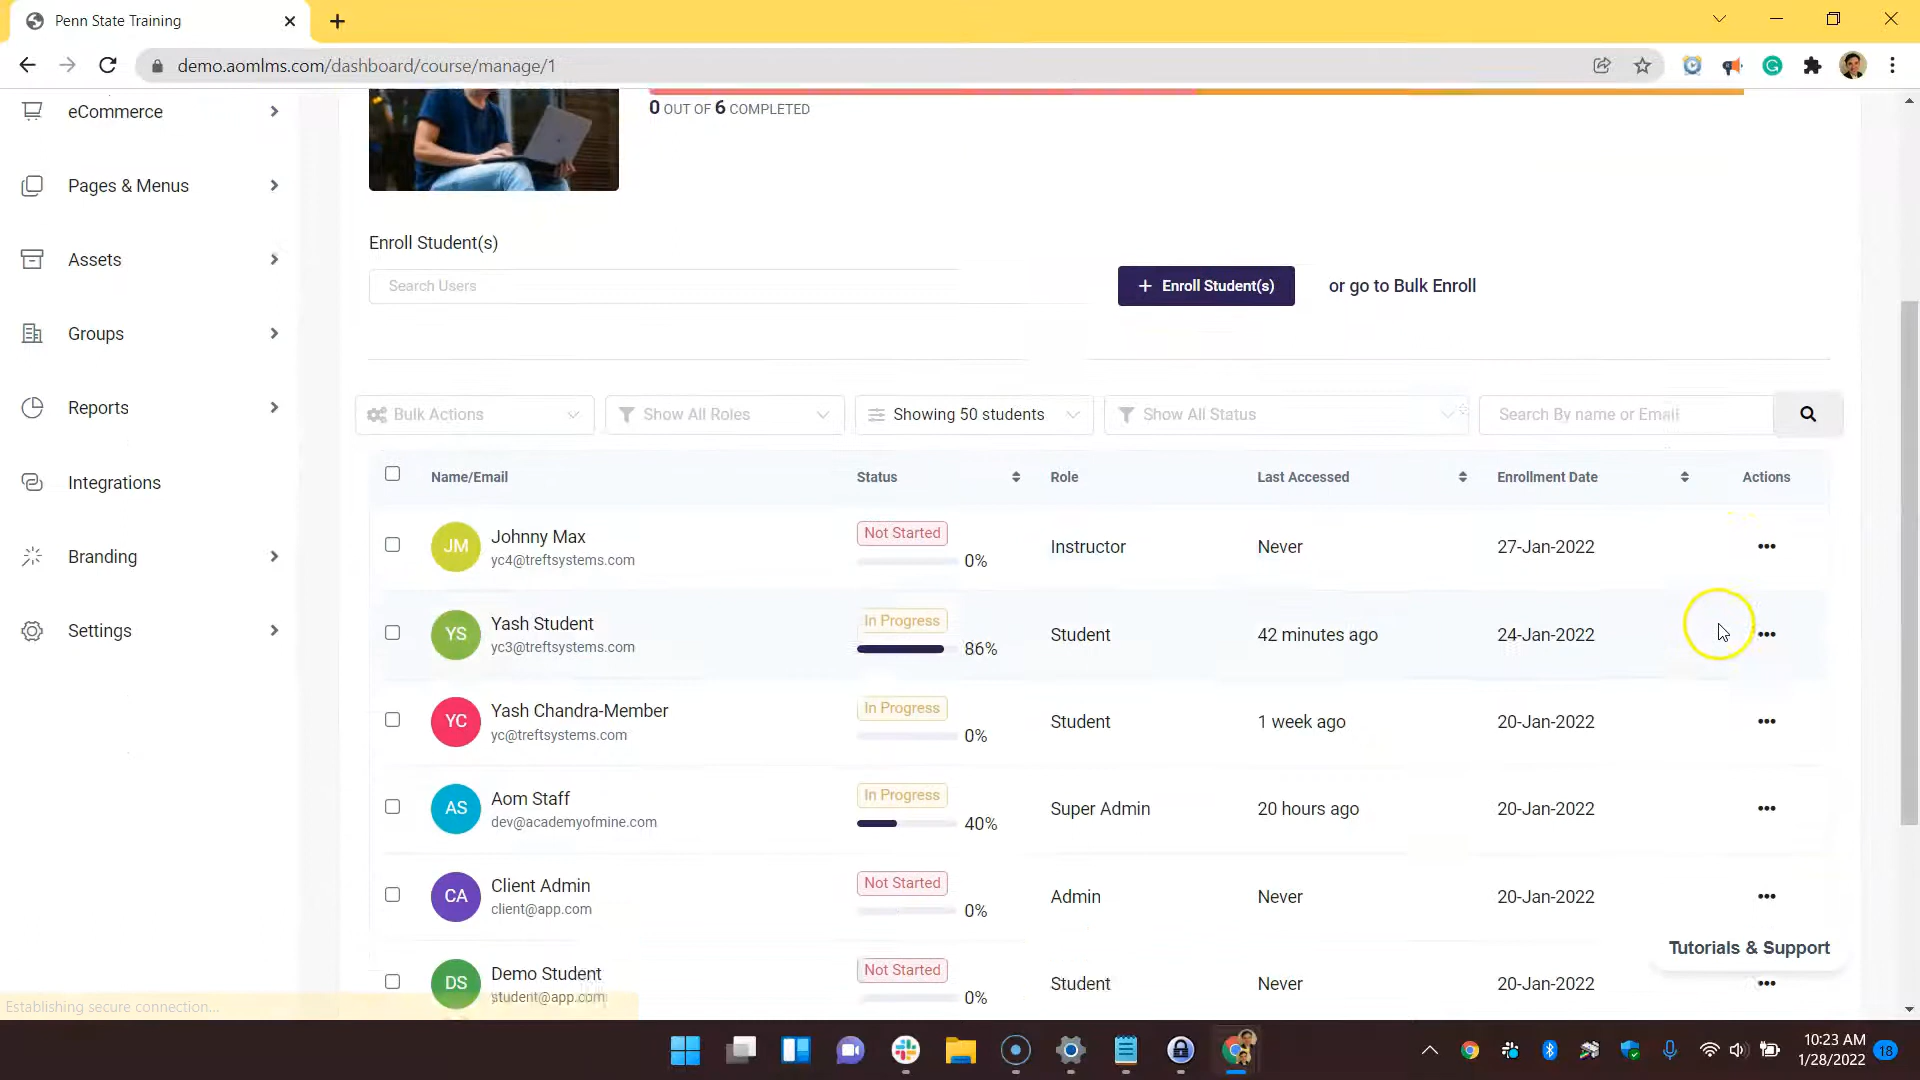 Penn State Training
demo.aomlms.com/dashboard/course/manage/1
eCommerce
Pages & Menus
Assets
Groups
Reports
Integrations
Branding
Settings
0 OUT OF 6 COMPLETED
Enroll Student(s)
Search Users
+ Enroll Student(s)
or go to Bulk Enroll
Bulk Actions
Show All Roles
Showing 50 students
Show All Status
Search By name or Email
Name/Email Status Role Last Accessed Enrollment Date Actions
JM Johnny Max Not Started Instructor Never 27-Jan-2022
yc4@treftsystems.com 0%
YS Yash Student In Progress Student 42 minutes ago 24-Jan-2022
yc3@treftsystems.com 86%
YC Yash Chandra-Member In Progress Student 1 week ago 20-Jan-2022
yc@treftsystems.com 0%
AS Aom Staff In Progress Super Admin 20 hours ago 20-Jan-2022
dev@academyofmine.com 40%
CA Client Admin Not Started Admin Never 20-Jan-2022
client@app.com 0%
DS Demo Student Not Started Student Never 20-Jan-2022
student@app.com 0%
Tutorials & Support
Establishing secure connection...
10:23 AM
1/28/2022
18